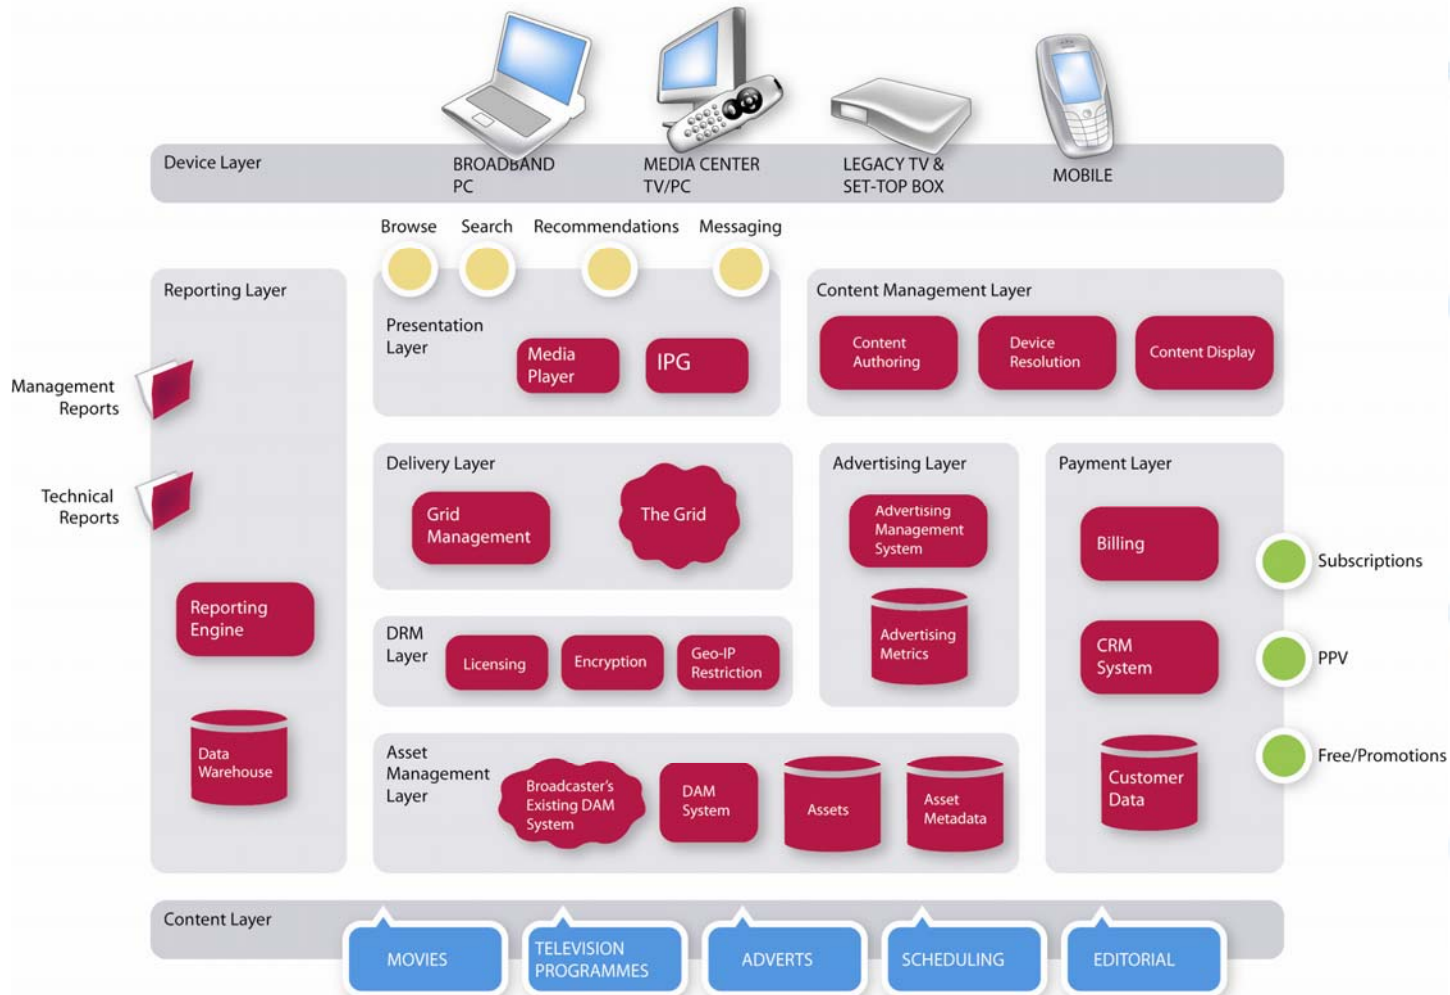 Device Layer
BROADBAND
PC
MEDIA CENTER
TV/PC
LEGACY TV &
SET-TOP BOX
MOBILE
Browse
Search
Recommendations
Messaging
Reporting Layer
Management
Reports
Technical
Reports
Reporting
Engine
Data
Warehouse
Presentation
Layer
Media
Player
IPG
Content Management Layer
Content
Authoring
Device
Resolution
Content Display
Delivery Layer
Grid
Management
The Grid
Advertising Layer
Advertising
Management
System
Advertising
Metrics
Payment Layer
Billing
CRM
System
Customer
Data
Subscriptions
PPV
Free/Promotions
DRM
Layer
Licensing
Encryption
Geo-IP
Restriction
Asset
Management
Layer
Broadcaster's
Existing DAM
System
DAM
System
Assets
Asset
Metadata
Content Layer
MOVIES
TELEVISION
PROGRAMMES
ADVERTS
SCHEDULING
EDITORIAL